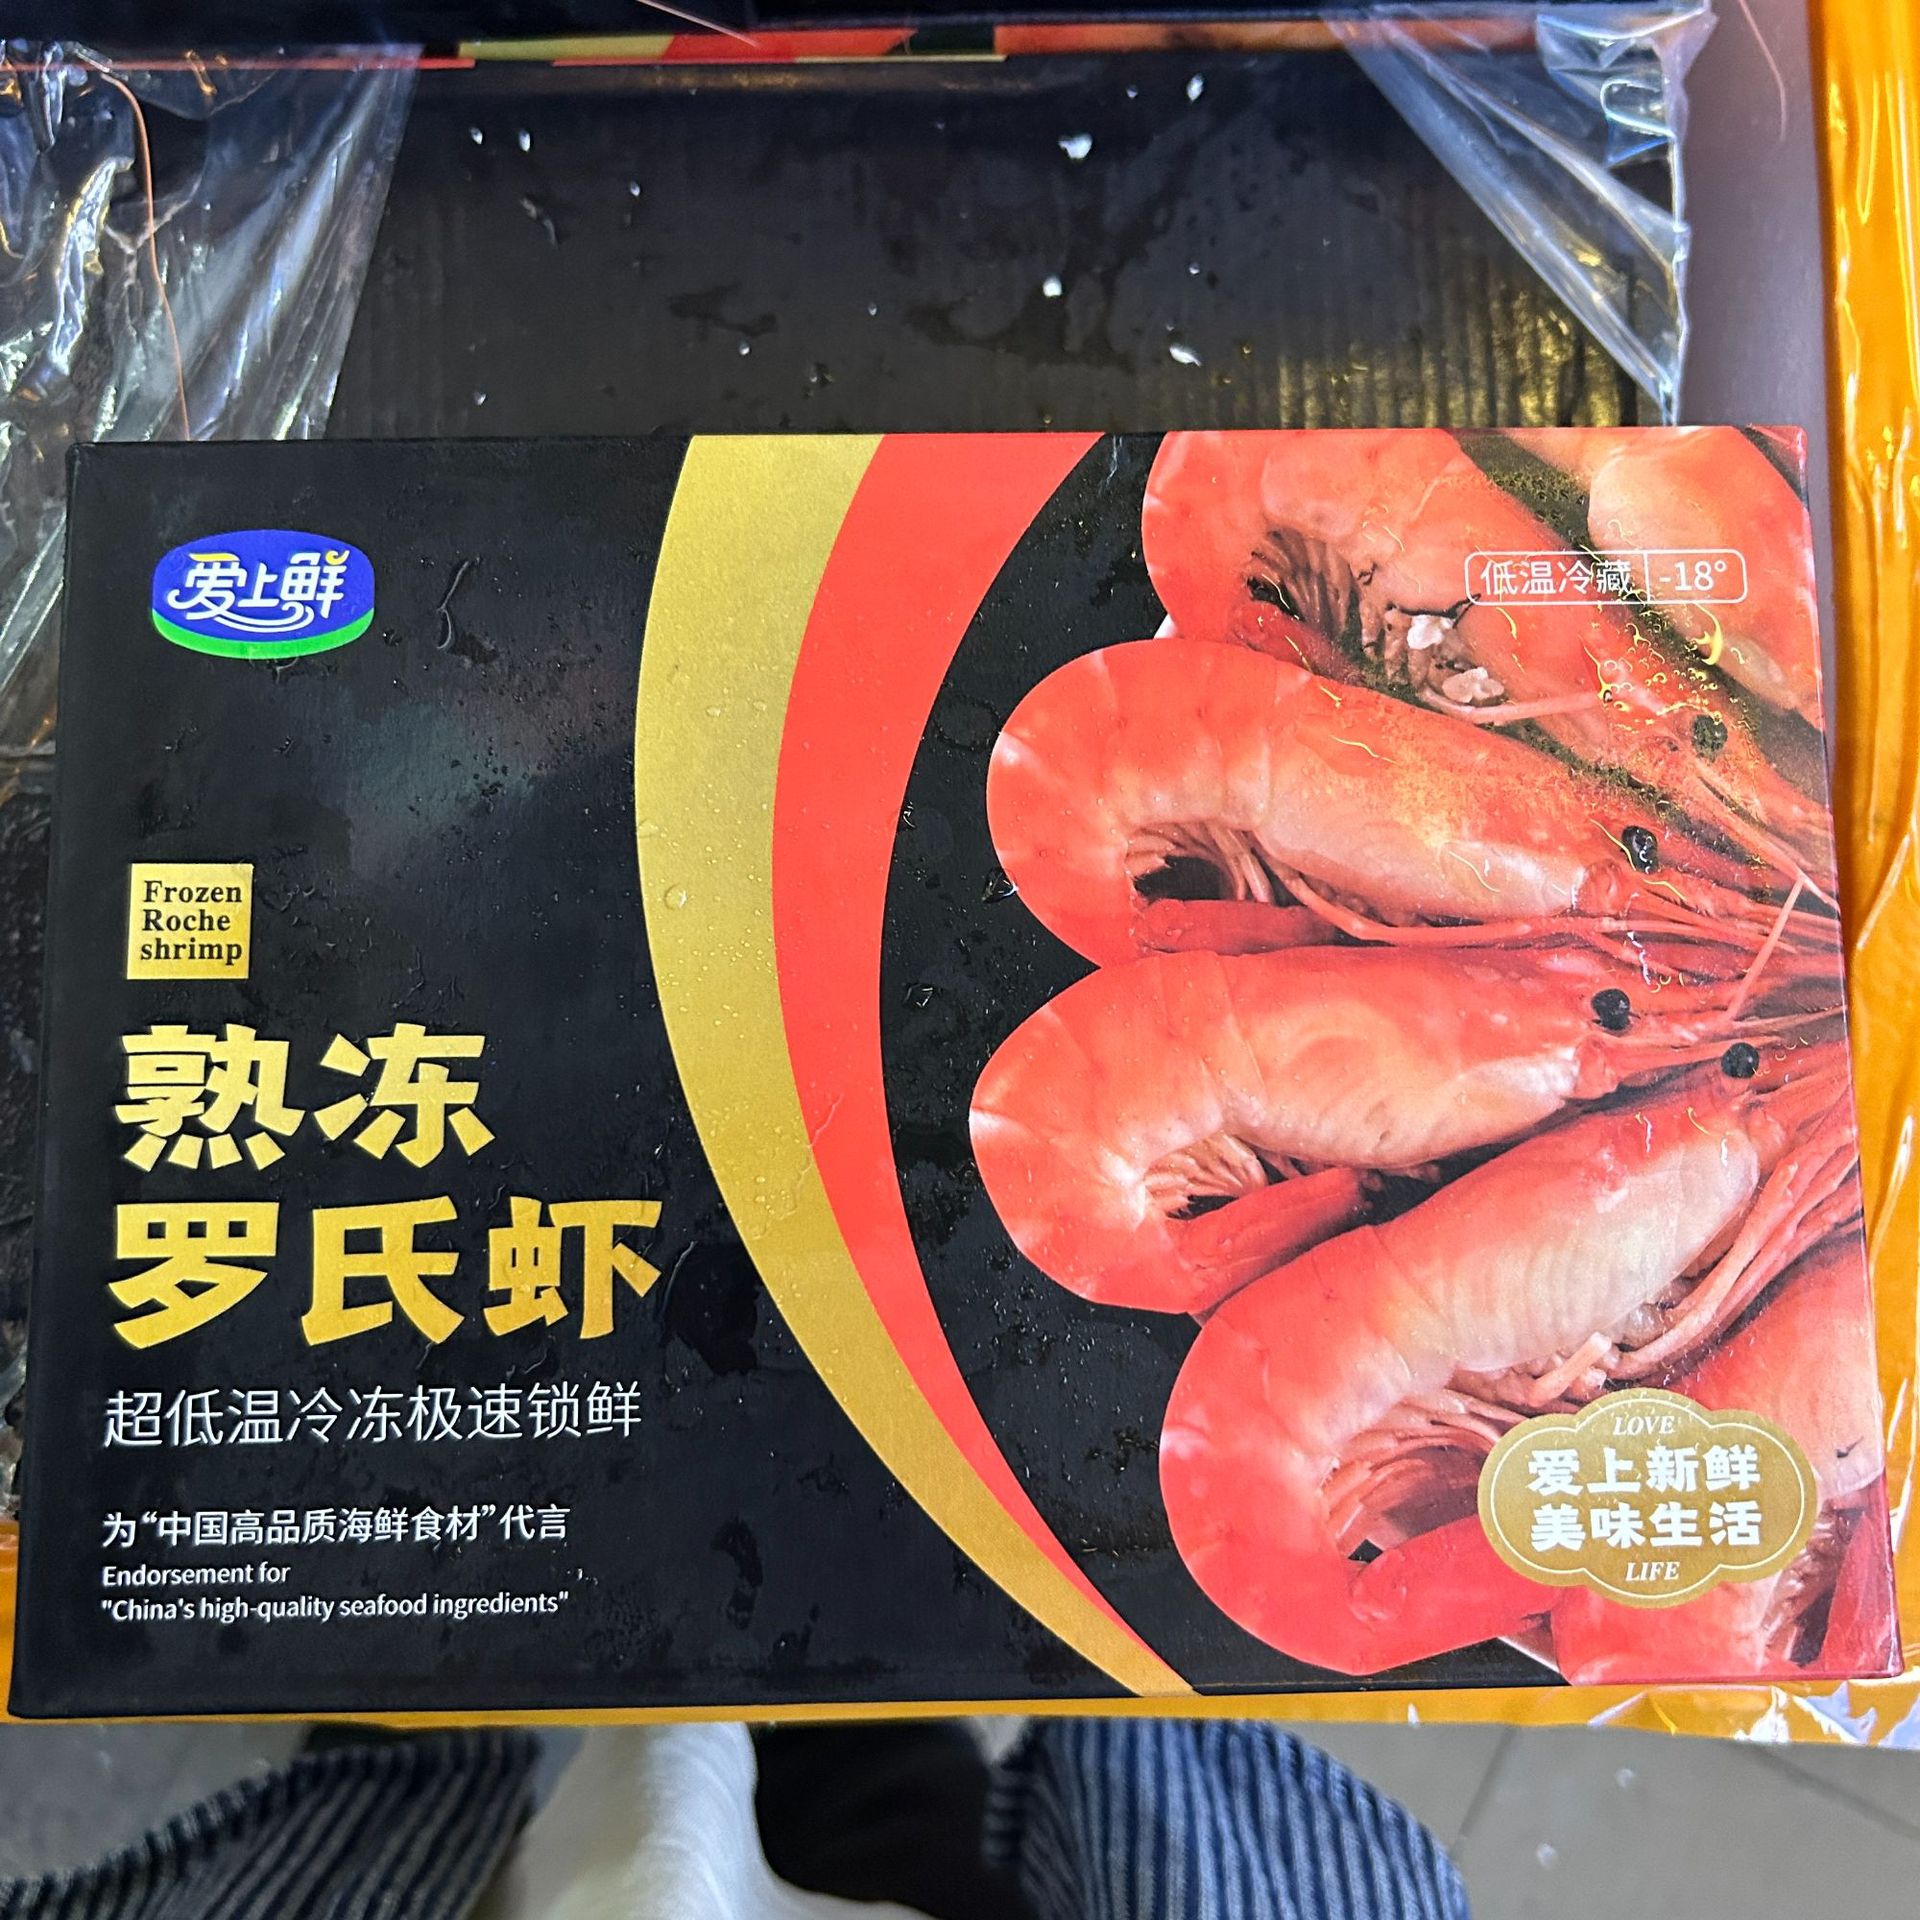 爱上鲜
低温冷藏 -18°
Frozen
Roche
shrimp
熟冻
罗氏虾
超低温冷冻极速锁鲜
为“中国高品质海鲜食材”代言
Endorsement for
"China's high-quality seafood ingredients"
LOVE
爱上新鲜
美味生活
LIFE